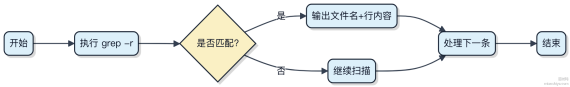 开始
执行 grep -r
是否匹配?
是
输出文件名+行内容
否
继续扫描
处理下一条
结束